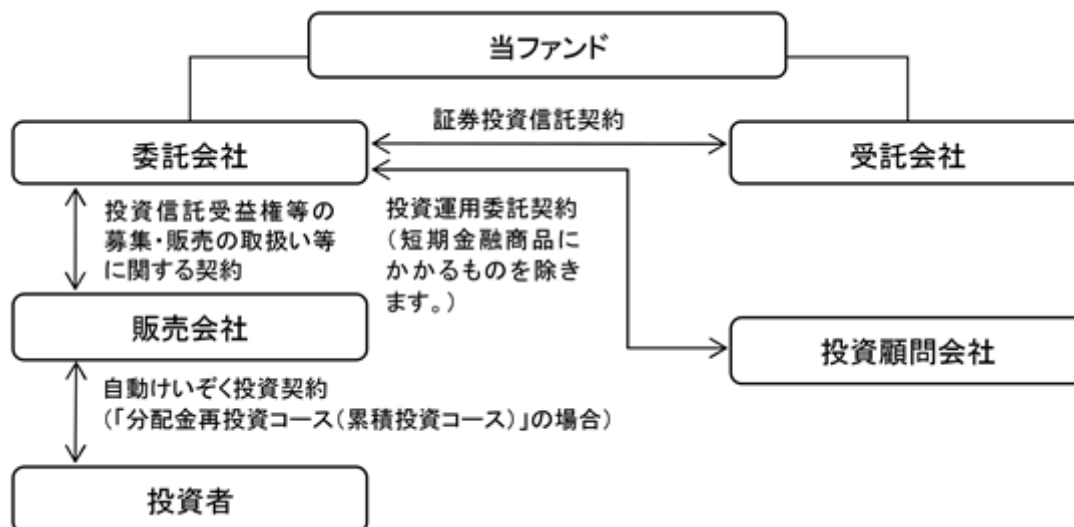 当ファンド
証券投資信託契約
委託会社
受託会社
投資信託受益権等の
募集・販売の取扱い等
に関する契約
投資運用委託契約
（短期金融商品に
かかるものを除き
ます。）
販売会社
投資顧問会社
自動けいぞく投資契約
（「分配金再投資コース（累積投資コース）」の場合）
投資者